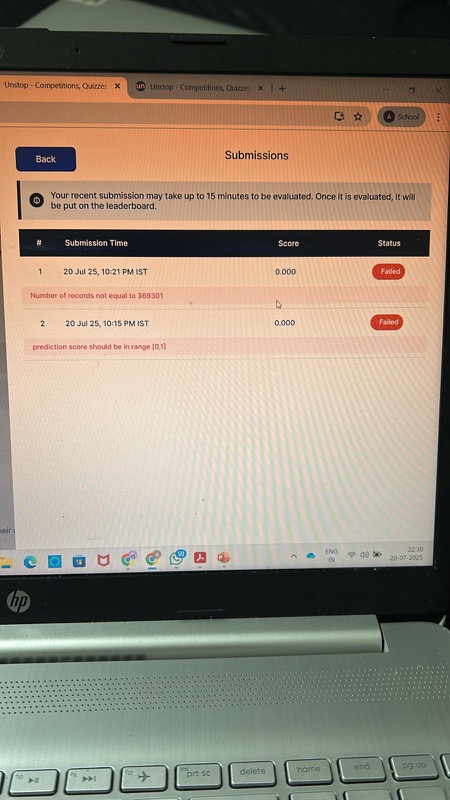 Unstop - Competitions, Quizzes
un Unstop - Competitions, Quizzes
A School
Back
Submissions
Your recent submission may take up to 15 minutes to be evaluated. Once it is evaluated, it will
be put on the leaderboard.
# Submission Time Score Status
1 20 Jul 25, 10:21 PM IST 0.000 Failed
Number of records not equal to 369301
2 20 Jul 25, 10:15 PM IST 0.000 Failed
prediction score should be in range [0,1]
50
ENG
IN
22:30
20-07-2025
hp
prt sc
delete
home
end
pg up